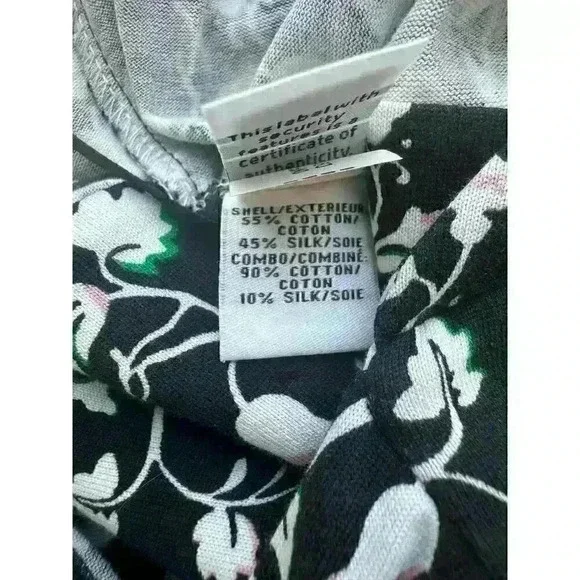 This label with
security
features is a
certificate of
authenticity.
SHELL/EXTERIEUR
55% COTTON/
COTON
45% SILK/SOIE
COMBO/COMBINÉ:
90% COTTON/
COTON
10% SILK/SOIE